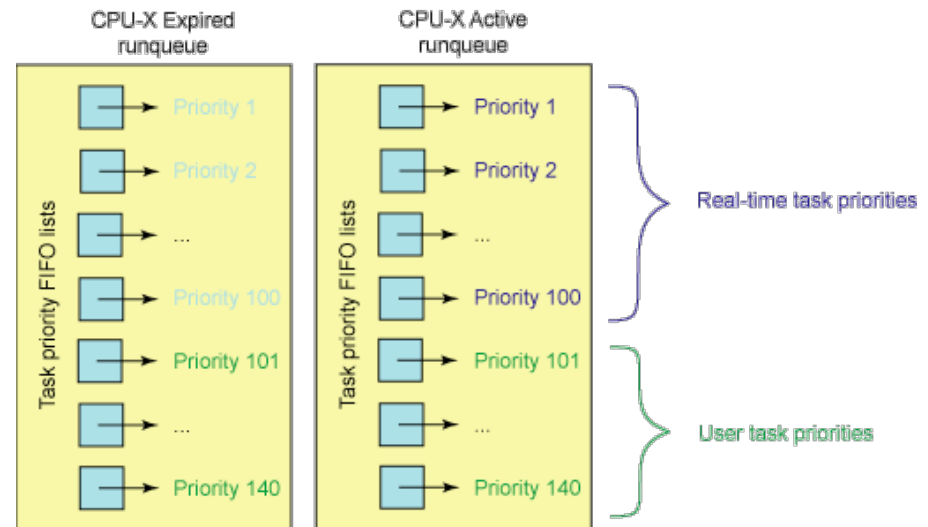 CPU-X Expired
runqueue
Task priority FIFO lists
Priority 1
Priority 2
...
Priority 100
Priority 101
...
Priority 140
CPU-X Active
runqueue
Task priority FIFO lists
Priority 1
Priority 2
...
Priority 100
Priority 101
...
Priority 140
Real-time task priorities
User task priorities